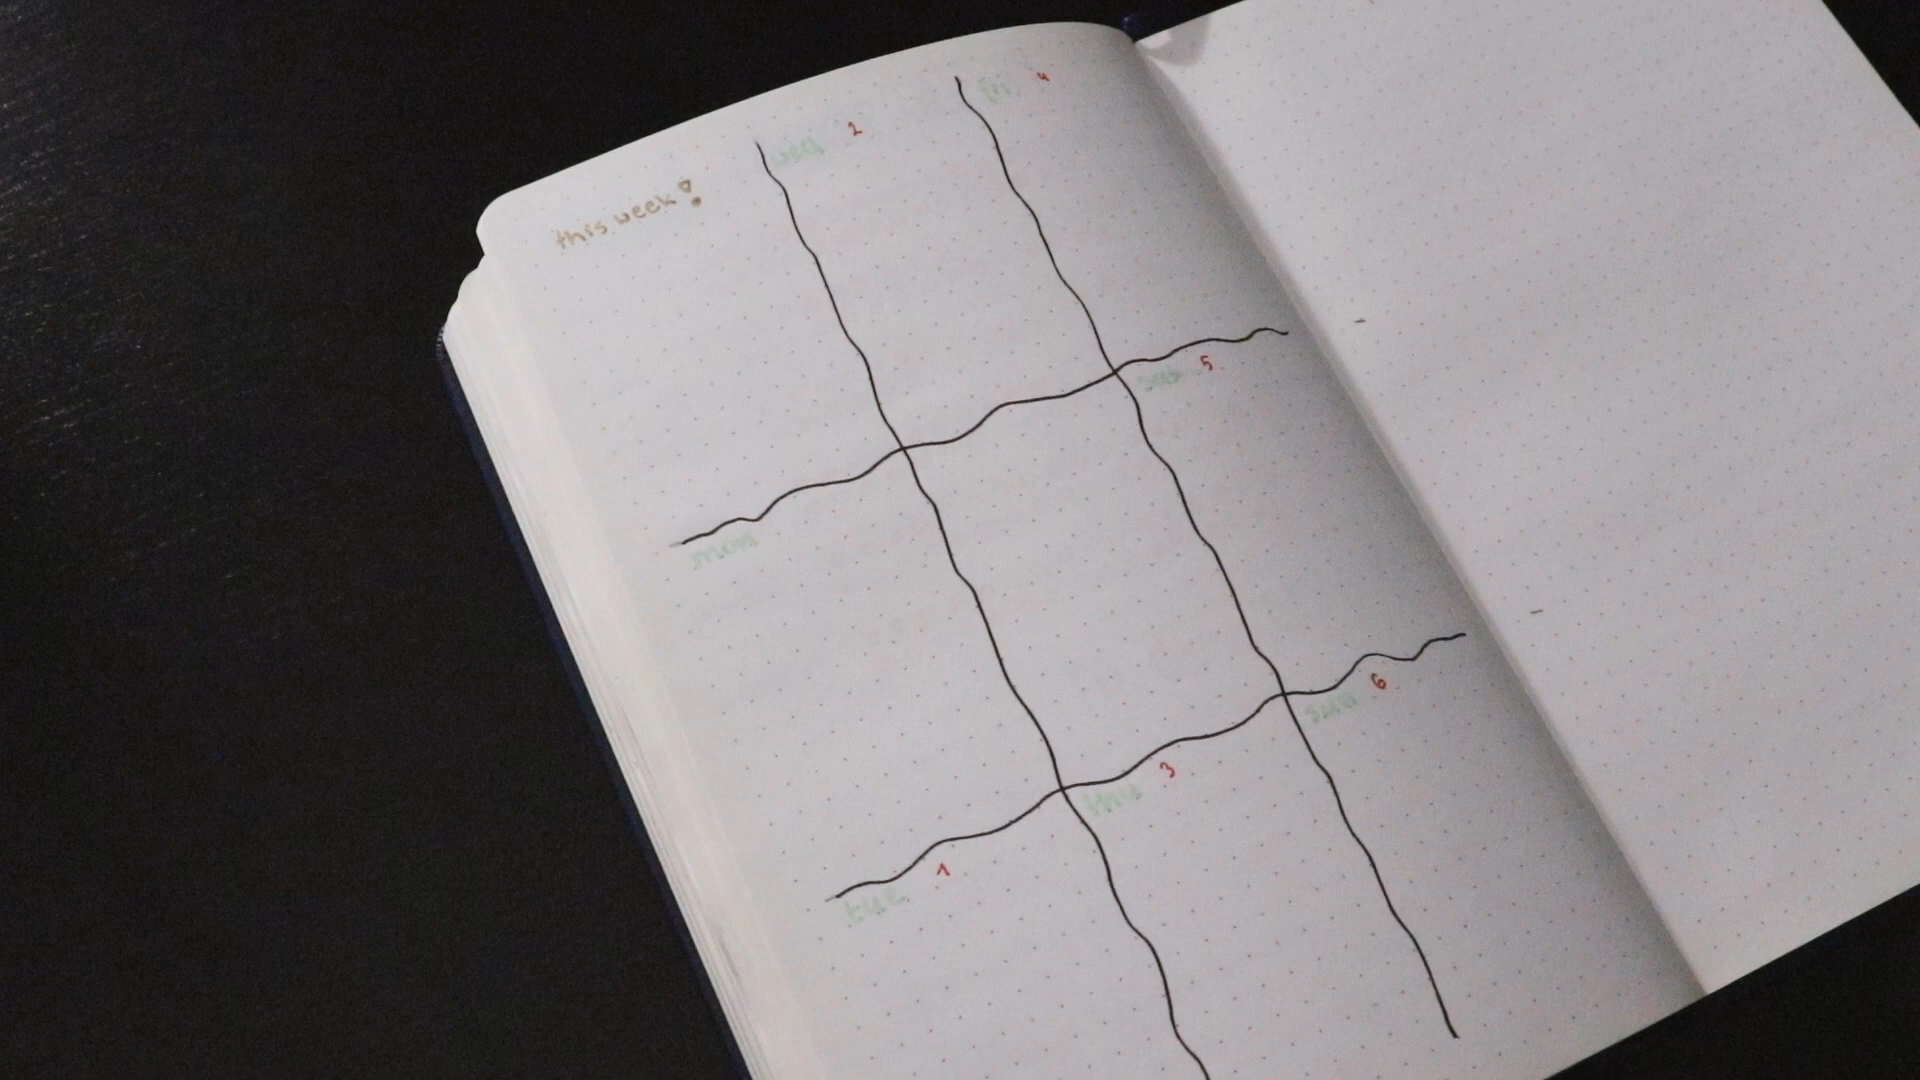 this week!
mon
tue 1
wed 2
thu 3
fri 4
sat 5
sun 6